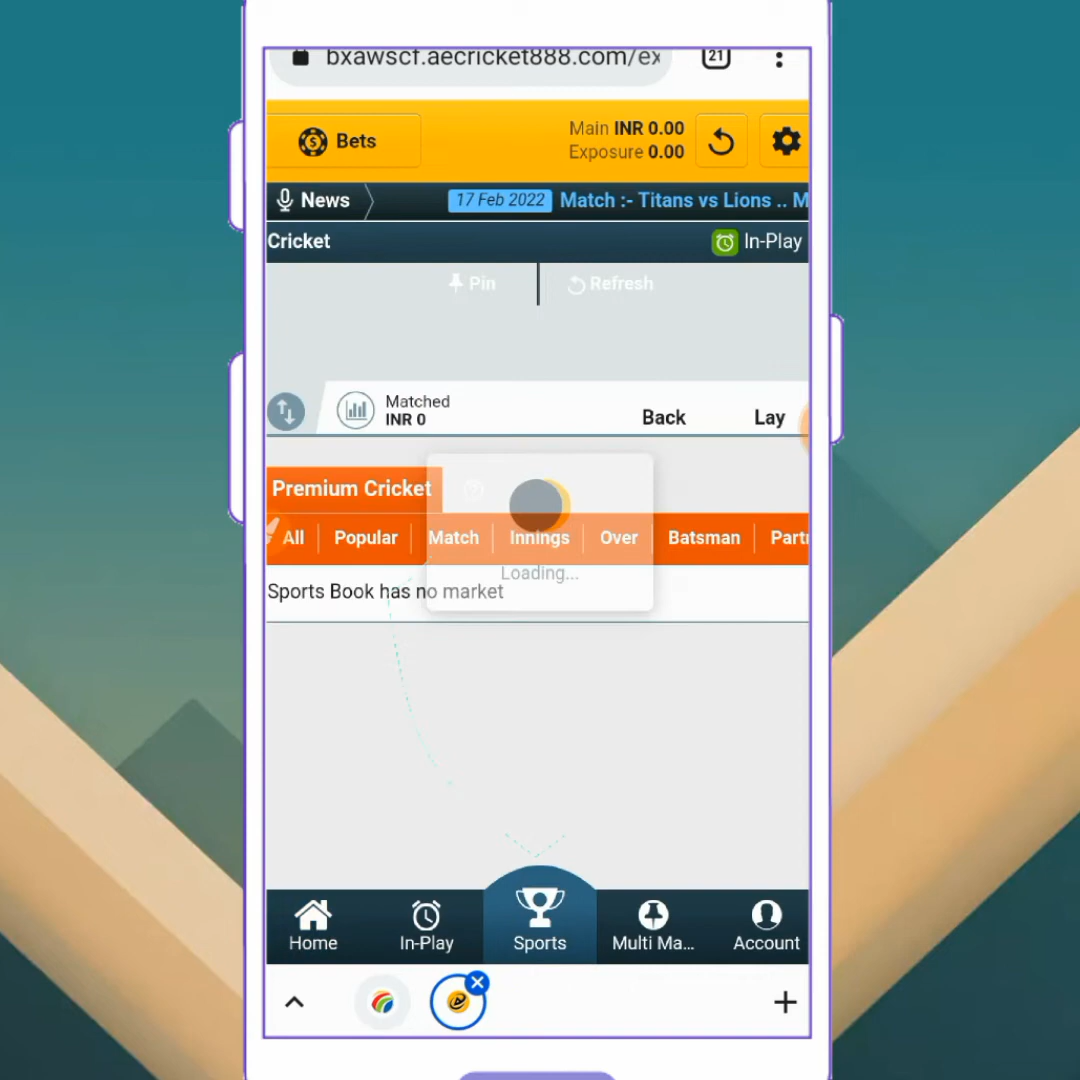 bxawscf.aecricket888.com/ex
21
Bets
Main INR 0.00
Exposure 0.00
News
17 Feb 2022 Match :- Titans vs Lions .. M
Cricket
In-Play
Pin
Refresh
Matched
INR 0
Back Lay
Premium Cricket
All Popular Match Innings Over Batsman Partn
Loading...
Sports Book has no market
Home In-Play Sports Multi Ma... Account